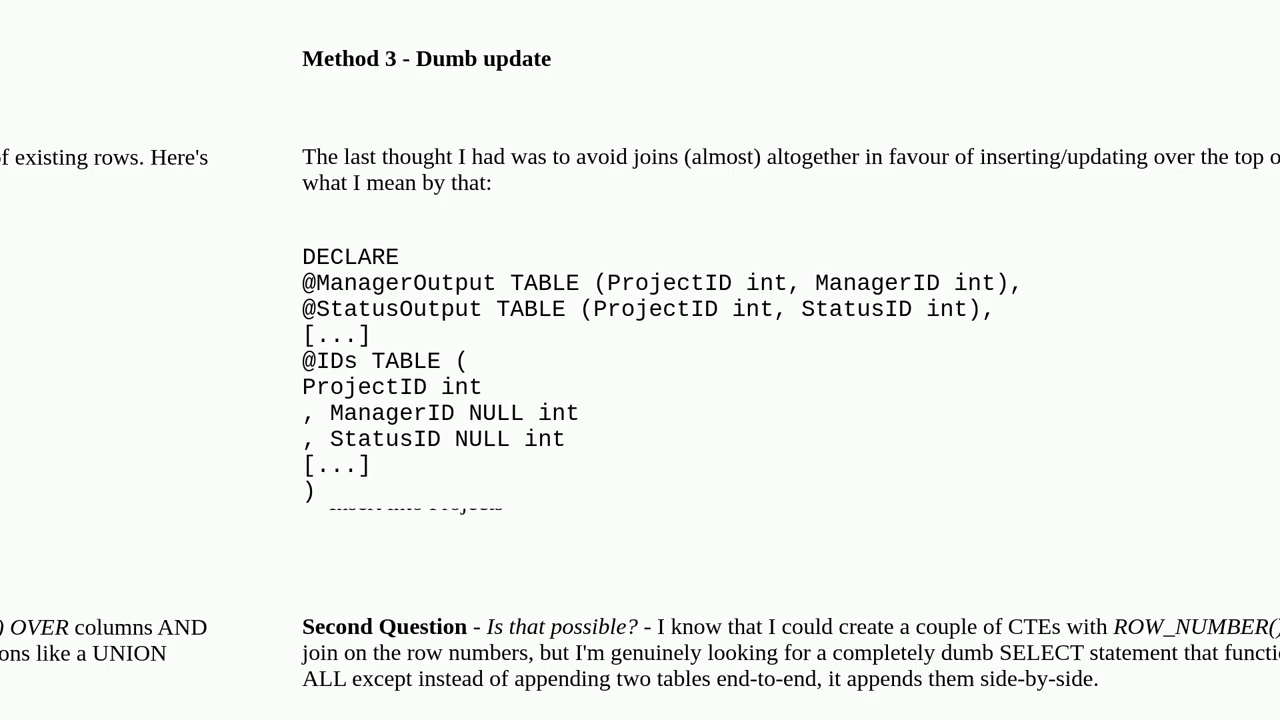 Method 3 - Dumb update
f existing rows. Here's
The last thought I had was to avoid joins (almost) altogether in favour of inserting/updating over the top o
what I mean by that:
DECLARE
@ManagerOutput TABLE (ProjectID int, ManagerID int),
@StatusOutput TABLE (ProjectID int, StatusID int),
[...]
@IDs TABLE (
ProjectID int
, ManagerID NULL int
, StatusID NULL int
[...]
)
) OVER columns AND
ons like a UNION
Second Question - Is that possible? - I know that I could create a couple of CTEs with ROW_NUMBER()
join on the row numbers, but I'm genuinely looking for a completely dumb SELECT statement that functi
ALL except instead of appending two tables end-to-end, it appends them side-by-side.